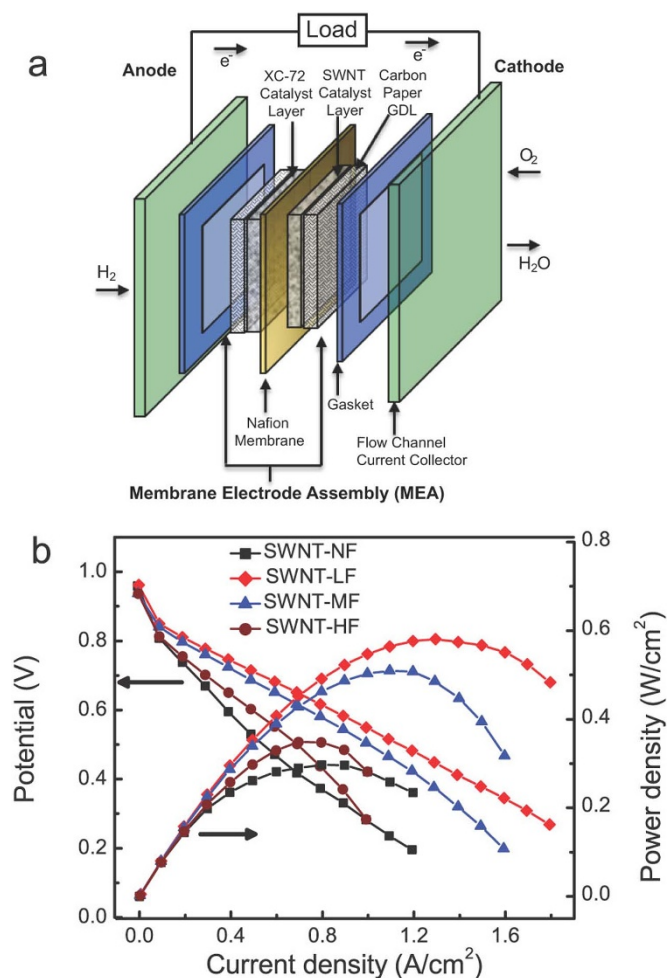 a
Load
e-
e-
Anode
Cathode
XC-72
Catalyst
Layer
SWNT
Catalyst
Layer
Carbon
Paper
GDL
O2
H2
H2O
Nafion
Membrane
Gasket
Flow Channel
Current Collector
Membrane Electrode Assembly (MEA)
b
SWNT-NF
SWNT-LF
SWNT-MF
SWNT-HF
Potential (V)
1.0
0.8
0.6
0.4
0.2
0.0
Power density (W/cm2)
0.8
0.6
0.4
0.2
0.0
0.0 0.4 0.8 1.2 1.6
Current density (A/cm2)